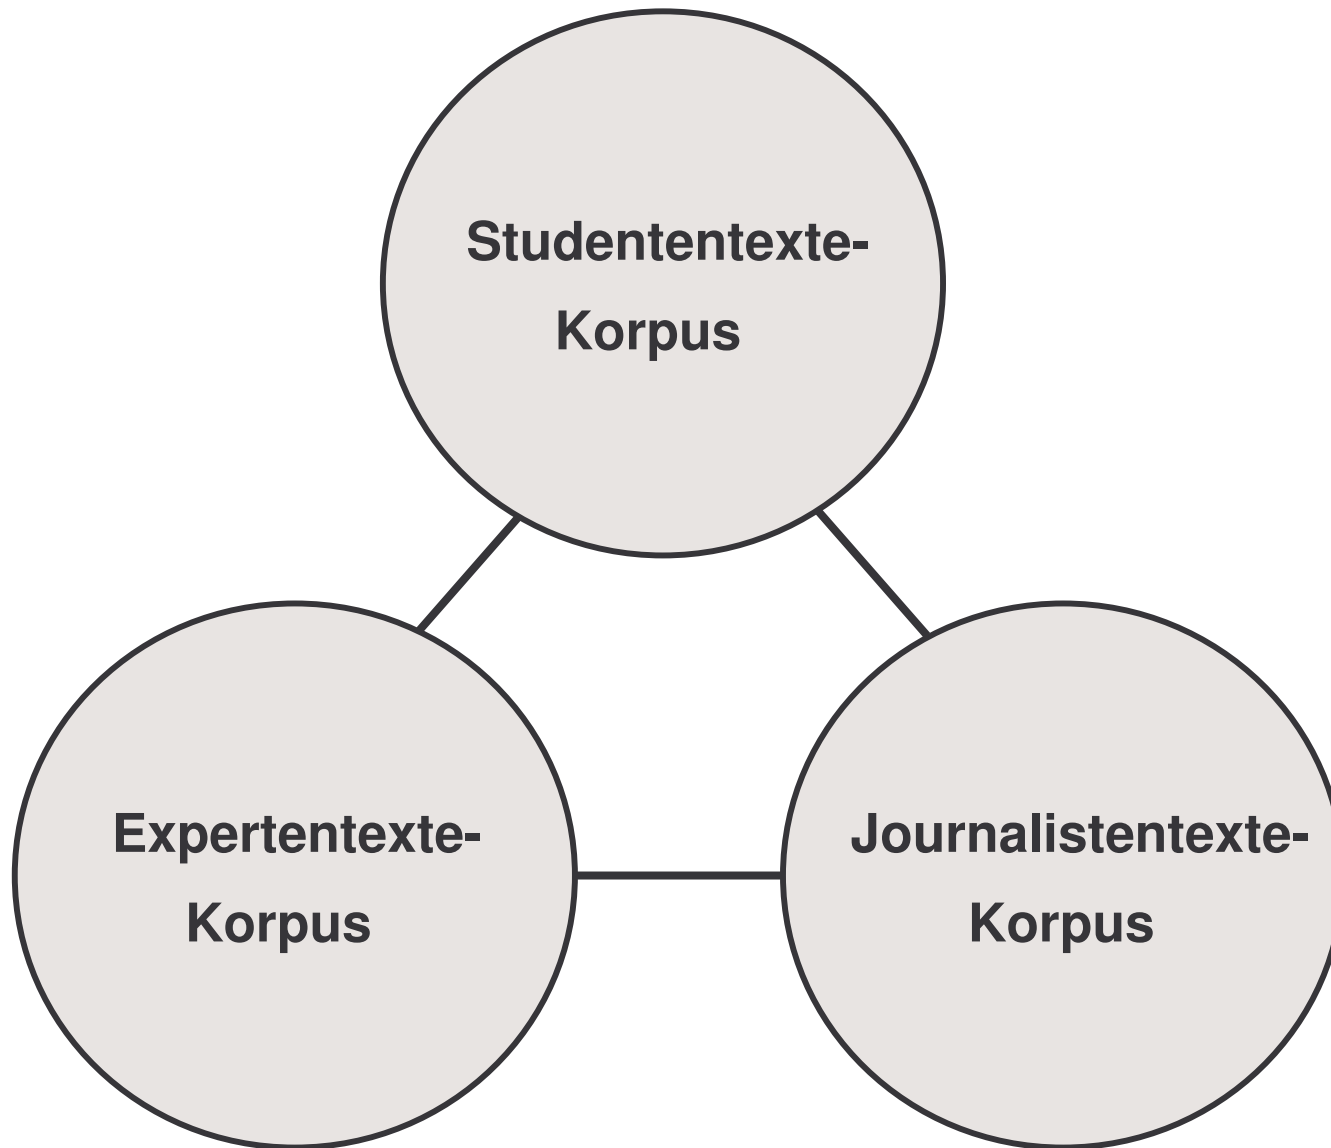 Studententexte-
Korpus
Expertentexte-
Korpus
Journalistentexte-
Korpus